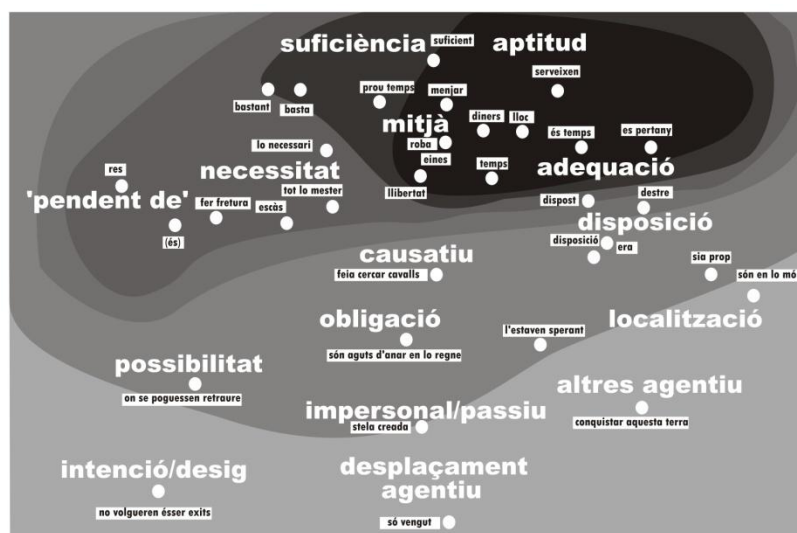 suficiència
suficient
aptitud
serveixen
bastant
basta
prou temps
menjar
mitjà
diners
lloc
roba
és temps
es pertany
lo necessari
eines
necessitat
adequació
res
tot lo mester
llibertat
temps
'pendent de'
fer fretura
escàs
dispost
destre
disposició
(és)
disposició
era
causatiu
feia cercar cavalls
sia prop
són en lo món
obligació
localització
l'estaven sperant
són aguts d'anar en lo regne
possibilitat
on se poguessen retraure
altres agentiu
impersonal/passiu
stela creada
conquistar aquesta terra
intenció/desig
desplaçament
agentiu
no volgueren ésser exits
só vengut